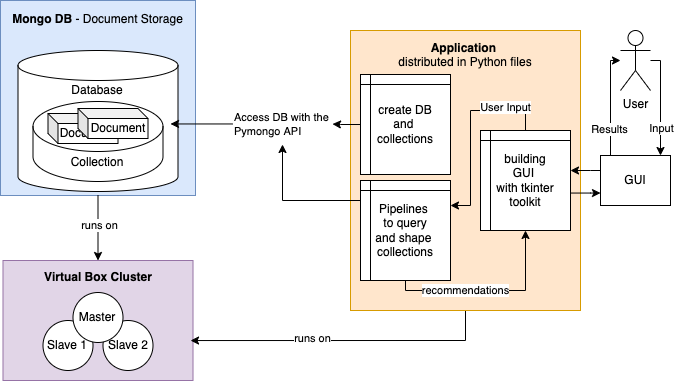 Mongo DB - Document Storage
Database
Doc
Document
Collection
runs on
Virtual Box Cluster
Master
Slave 1
Slave 2
Access DB with the
Pymongo API
Application
distributed in Python files
create DB
and
collections
Pipelines
to query
and shape
collections
User Input
building
GUI
with tkinter
toolkit
recommendations
runs on
User
Results
Input
GUI